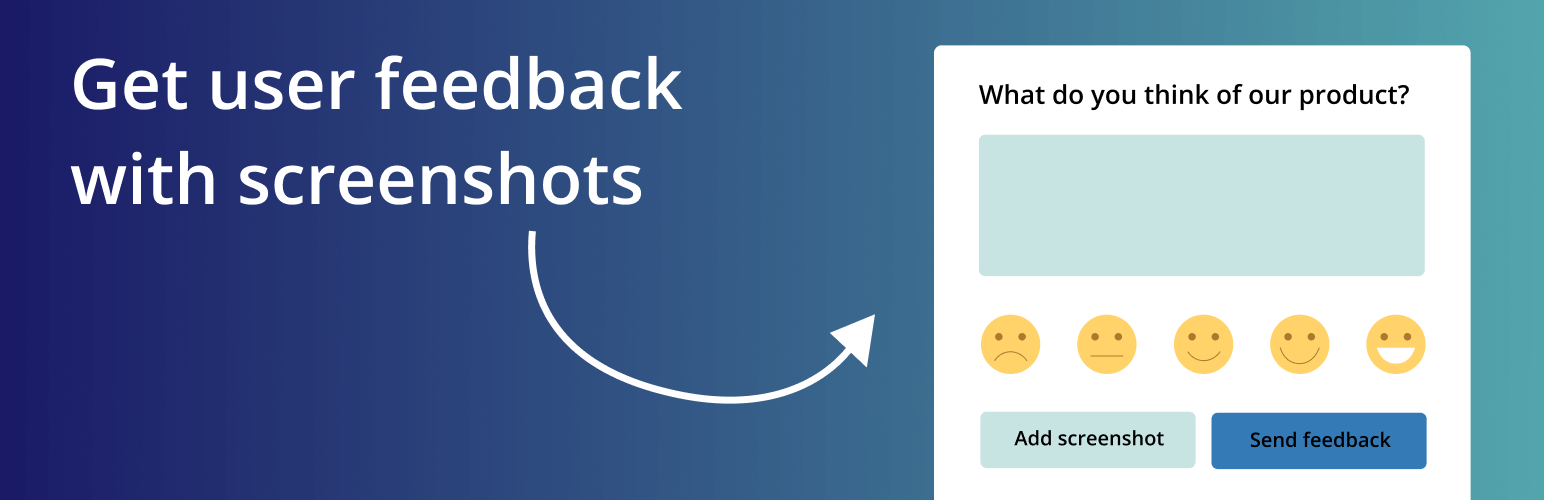 Get user feedback
with screenshots
What do you think of our product?
Add screenshot
Send feedback